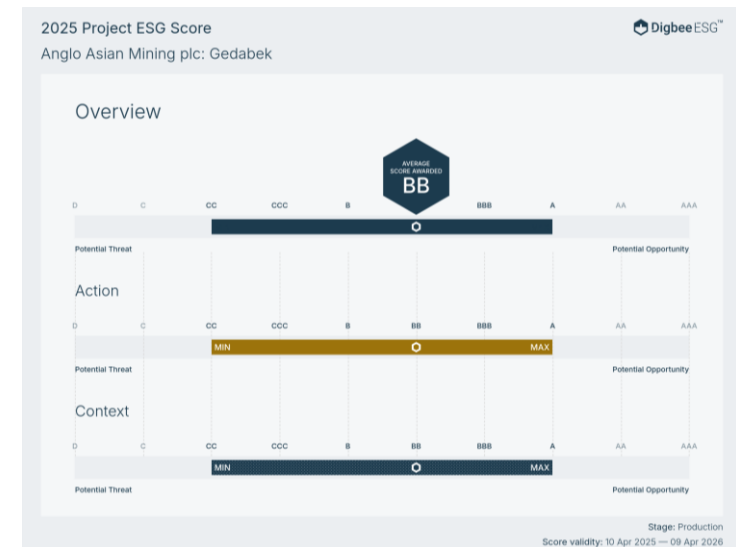 2025 Project ESG Score
DigbeeESG™
Anglo Asian Mining plc: Gedabek
Overview
AVERAGE
SCORE AWARDED
BB
D C CC CCC B BBB A AA AAA
Potential Threat Potential Opportunity
Action
D C CC CCC B BB BBB A AA AAA
MIN MAX
Potential Threat Potential Opportunity
Context
D C CC CCC B BB BBB A AA AAA
MIN MAX
Potential Threat Potential Opportunity
Stage: Production
Score validity: 10 Apr 2025 — 09 Apr 2026